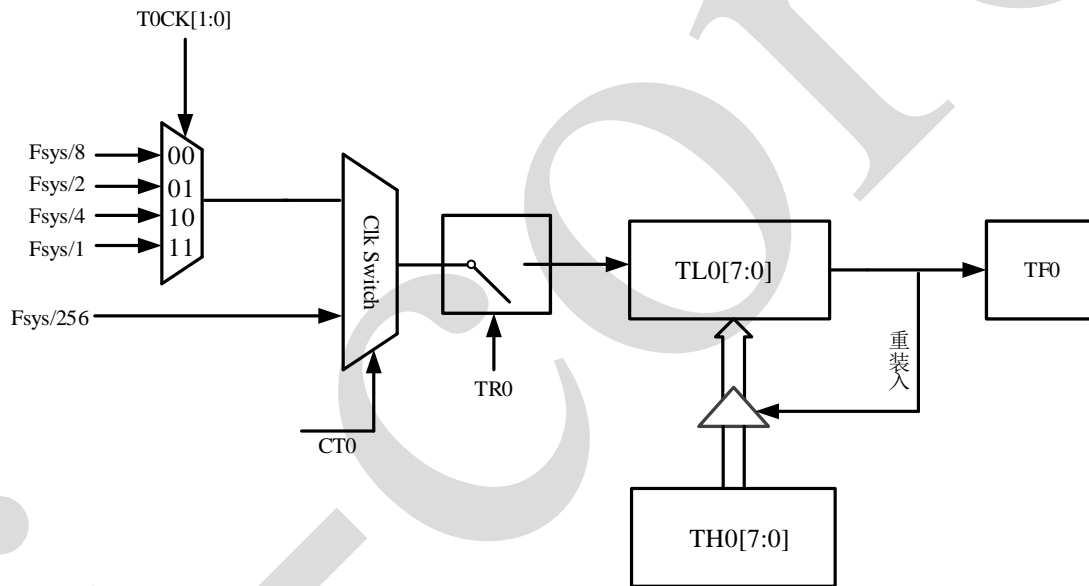 T0CK[1:0]
Fsys/8
00
Fsys/2
01
Fsys/4
10
Fsys/1
11
Clk Switch
Fsys/256
CT0
TR0
TL0[7:0]
TF0
重装入
TH0[7:0]